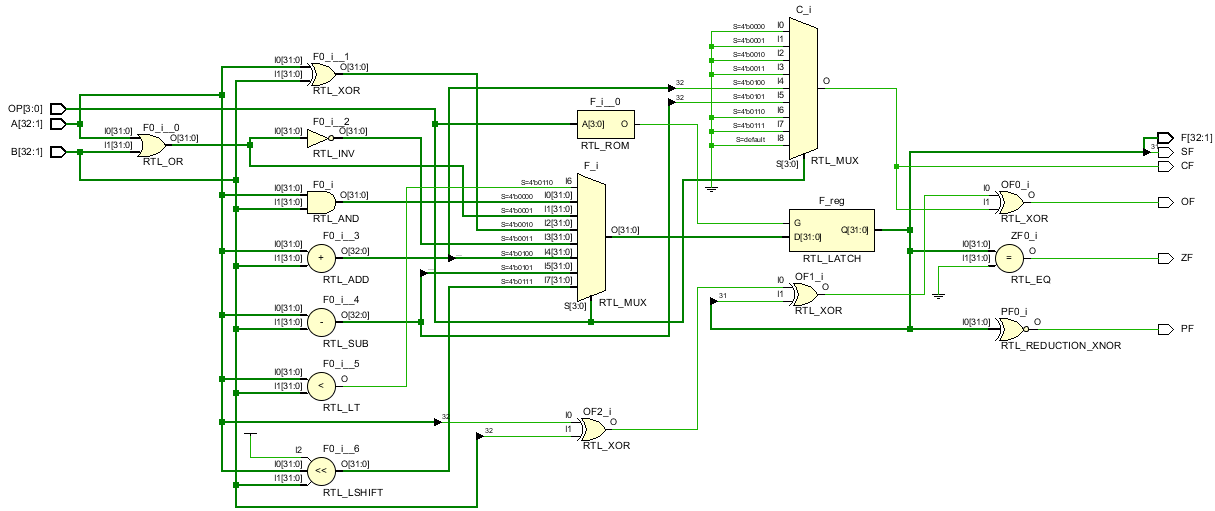 OP[3:0]
A[32:1]
B[32:1]
F0_i__0
I0[31:0]
I1[31:0]
O[31:0]
RTL_OR
F0_i__1
I0[31:0]
I1[31:0]
O[31:0]
RTL_XOR
F0_i__2
I0[31:0]
O[31:0]
RTL_INV
F0_i
I0[31:0]
I1[31:0]
O[31:0]
RTL_AND
F0_i__3
I0[31:0]
I1[31:0]
+
O[32:0]
RTL_ADD
F0_i__4
I0[31:0]
I1[31:0]
-
O[32:0]
RTL_SUB
F0_i__5
I0[31:0]
I1[31:0]
<
O
RTL_LT
F0_i__6
I2
I0[31:0]
I1[31:0]
<<
O[31:0]
RTL_LSHIFT
32
32
OF2_i
I0
I1
O
RTL_XOR
32
32
F_i__0
A[3:0] O
RTL_ROM
F_i
S=4'b0110 I6
S=4'b0000 I0[31:0]
S=4'b0001 I1[31:0]
S=4'b0010 I2[31:0]
S=4'b0011 I3[31:0]
S=4'b0100 I4[31:0]
S=4'b0101 I5[31:0]
S=4'b0111 I7[31:0]
O[31:0]
S[3:0]
RTL_MUX
C_i
S=4'b0000 I0
S=4'b0001 I1
S=4'b0010 I2
S=4'b0011 I3
S=4'b0100 I4
S=4'b0101 I5
S=4'b0110 I6
S=4'b0111 I7
S=default I8
O
S[3:0]
RTL_MUX
F_reg
G
D[31:0]
Q[31:0]
RTL_LATCH
OF1_i
I0
I1
31
O
RTL_XOR
OF0_i
I0
I1
O
RTL_XOR
ZF0_i
I0[31:0]
I1[31:0]
=
O
RTL_EQ
PF0_i
I0[31:0]
O
RTL_REDUCTION_XNOR
F[32:1]
SF
CF
OF
ZF
PF